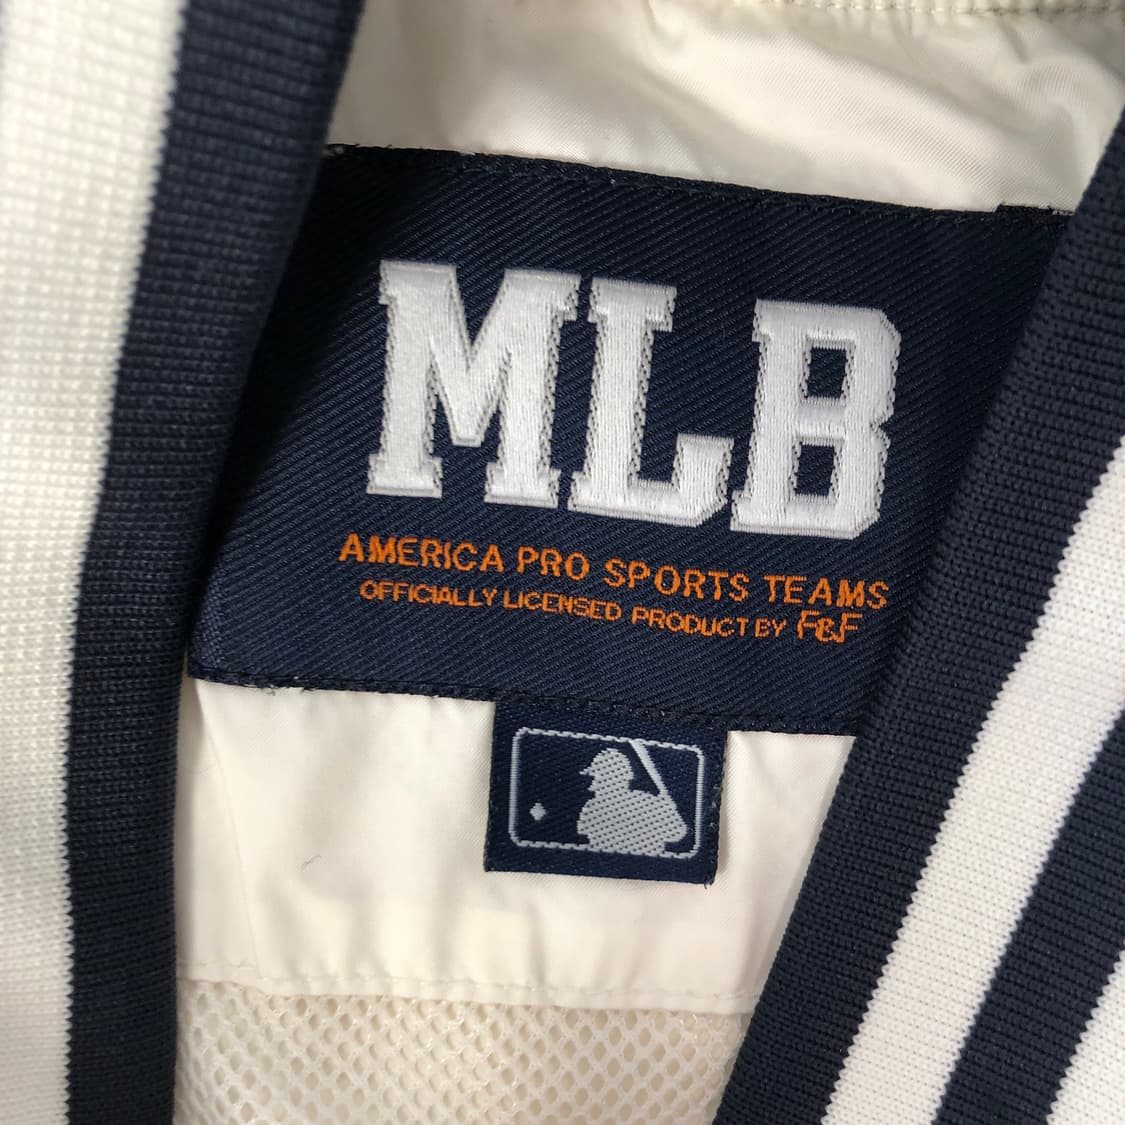 MLB
AMERICA PRO SPORTS TEAMS
OFFICIALLY LICENSED PRODUCT BY F&F